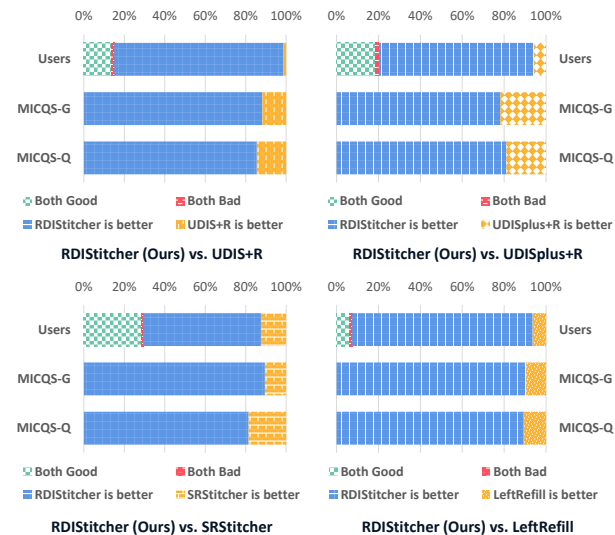 0% 20% 40% 60% 80% 100%
Users
MICQS-G
MICQS-Q
Both Good
Both Bad
RDIStitcher is better
UDIS+R is better
RDIStitcher (Ours) vs. UDIS+R
0% 20% 40% 60% 80% 100%
Users
MICQS-G
MICQS-Q
Both Good
Both Bad
RDIStitcher is better
UDISplus+R is better
RDIStitcher (Ours) vs. UDISplus+R
0% 20% 40% 60% 80% 100%
Users
MICQS-G
MICQS-Q
Both Good
Both Bad
RDIStitcher is better
SRStitcher is better
RDIStitcher (Ours) vs. SRStitcher
0% 20% 40% 60% 80% 100%
Users
MICQS-G
MICQS-Q
Both Good
Both Bad
RDIStitcher is better
LeftRefill is better
RDIStitcher (Ours) vs. LeftRefill